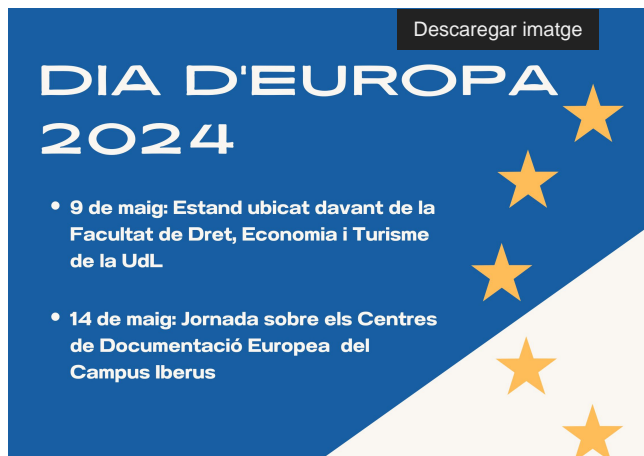 Descaregar imatge
DIA D'EUROPA
2024
• 9 de maig: Estand ubicat davant de la
Facultat de Dret, Economia i Turisme
de la UdL
• 14 de maig: Jornada sobre els Centres
de Documentació Europea del
Campus Iberus